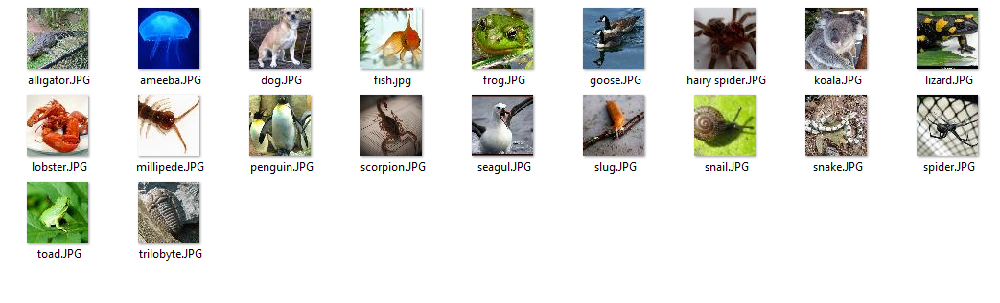 alligator.JPG
ameeba.JPG
dog.JPG
fish.jpg
frog.JPG
goose.JPG
hairy spider.JPG
koala.JPG
lizard.JPG
lobster.JPG
millipede.JPG
penguin.JPG
scorpion.JPG
seagul.JPG
slug.JPG
snail.JPG
snake.JPG
spider.JPG
toad.JPG
trilobyte.JPG